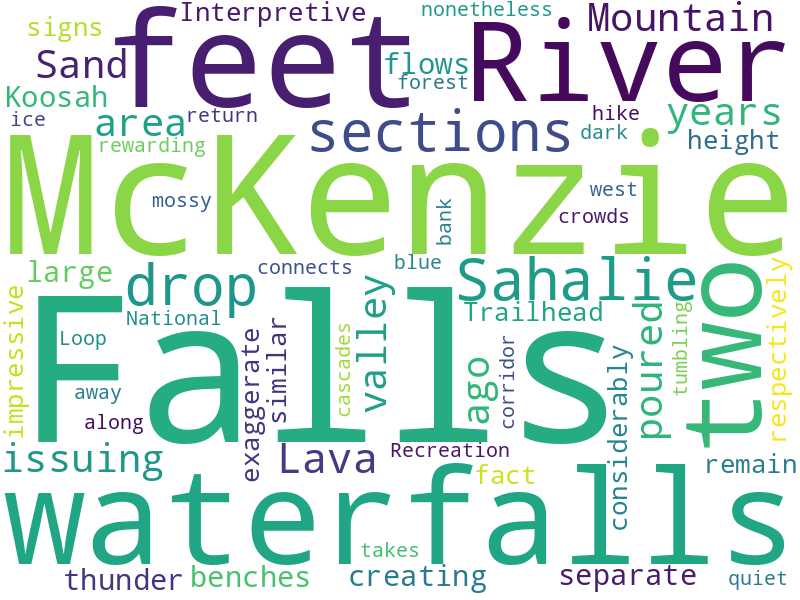 Interpretive
nonetheless
Mountain
signs
feet
River
Sand
flows
forest
Koosah
ice
area
return
sections
hike
years
dark
height
rewarding
McKenzie
mossy
west
crowds
bank
large
drop
connects
blue
Sahalie
two
respectively
impressive
National
Loop
Falls
valley
Trailhead
poured
tumbling
exaggerate
similar
cascades
ago
corridor
considerably
away
along
issuing
Lava
Recreation
fact
remain
waterfalls
takes
thunder
benches
creating
separate
quiet